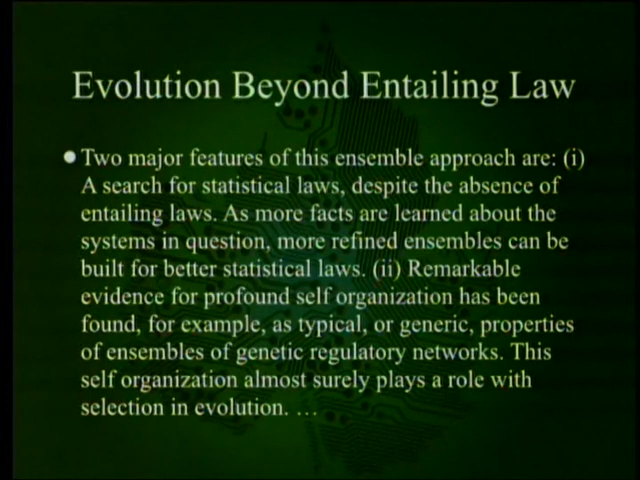 Evolution Beyond Entailing Law
Two major features of this ensemble approach are: (i)
A search for statistical laws, despite the absence of
entailing laws. As more facts are learned about the
systems in question, more refined ensembles can be
built for better statistical laws. (ii) Remarkable
evidence for profound self organization has been
found, for example, as typical, or generic, properties
of ensembles of genetic regulatory networks. This
self organization almost surely plays a role with
selection in evolution. …